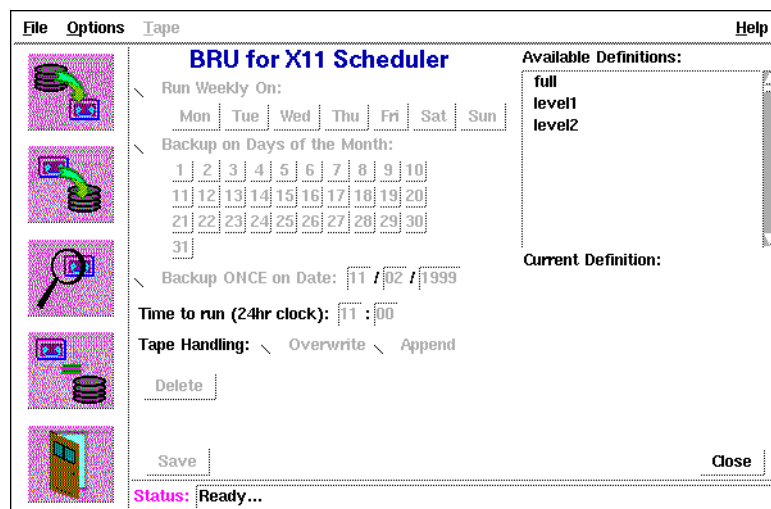 File Options Tape Help
BRU for X11 Scheduler
Run Weekly On:
Mon Tue Wed Thu Fri Sat Sun
Backup on Days of the Month:
1 2 3 4 5 6 7 8 9 10
11 12 13 14 15 16 17 18 19 20
21 22 23 24 25 26 27 28 29 30
31
Backup ONCE on Date: 11 / 02 / 1999
Time to run (24hr clock): 11 : 00
Tape Handling: Overwrite Append
Delete
Save
Available Definitions:
full
level1
level2
Current Definition:
Close
Status: Ready...